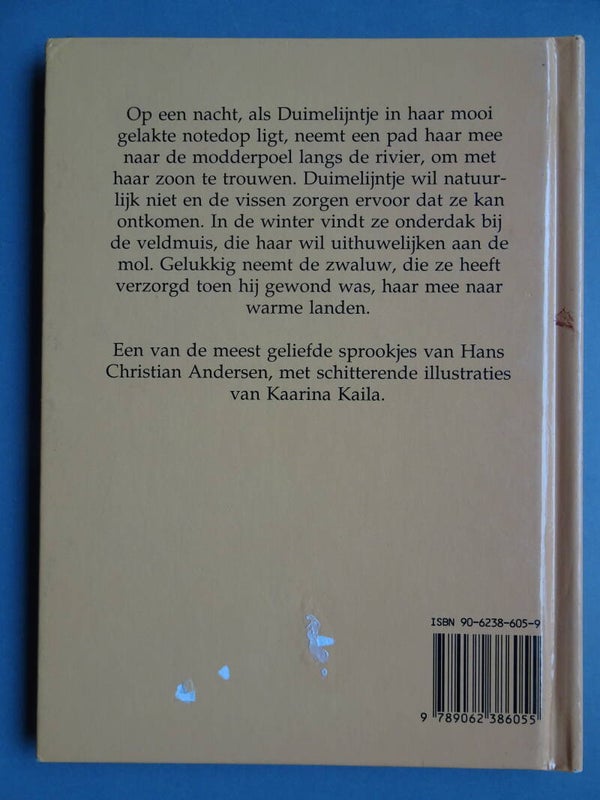 Op een nacht, als Duimelijntje in haar mooi
gelakte notedop ligt, neemt een pad haar mee
naar de modderpoel langs de rivier, om met
haar zoon te trouwen. Duimelijntje wil natuur-
lijk niet en de vissen zorgen ervoor dat ze kan
ontkomen. In de winter vindt ze onderdak bij
de veldmuis, die haar wil uithuwelijken aan de
mol. Gelukkig neemt de zwaluw, die ze heeft
verzorgd toen hij gewond was, haar mee naar
warme landen.
Een van de meest geliefde sprookjes van Hans
Christian Andersen, met schitterende illustraties
van Kaarina Kaila.
ISBN 90-6238-605-9
9 789062 386055